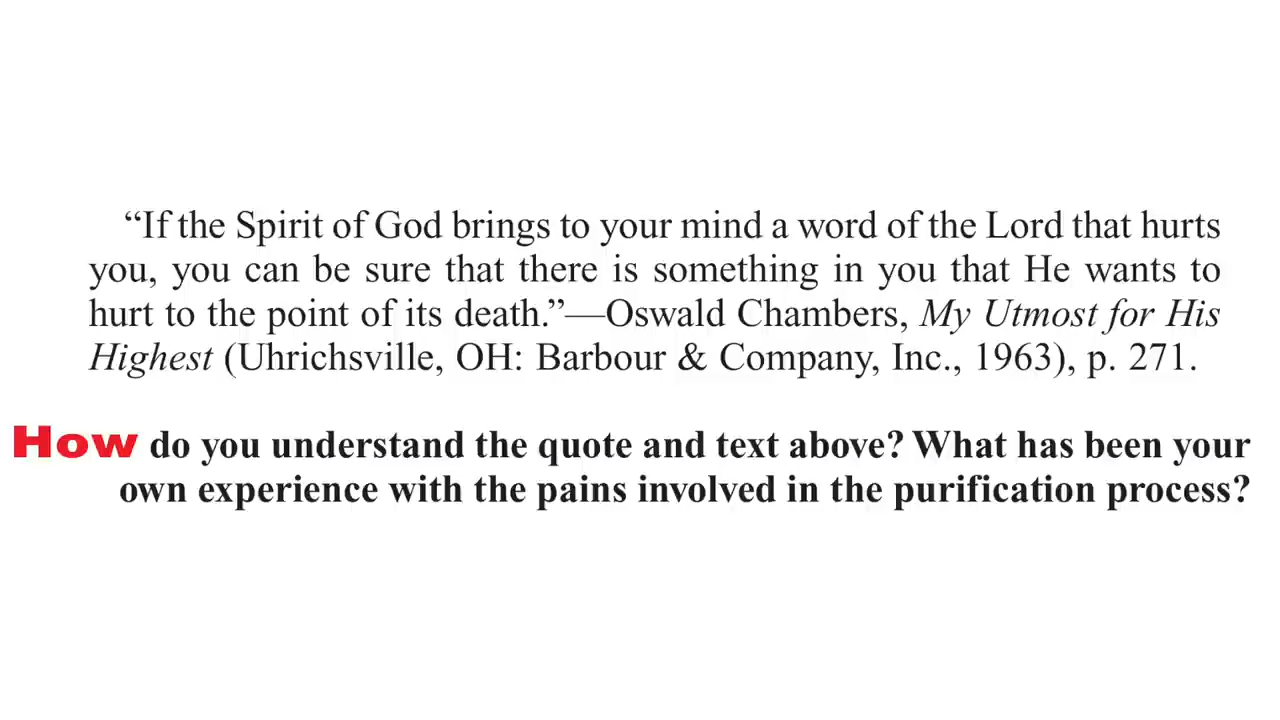 “If the Spirit of God brings to your mind a word of the Lord that hurts
you, you can be sure that there is something in you that He wants to
hurt to the point of its death.”—Oswald Chambers, My Utmost for His
Highest (Uhrichsville, OH: Barbour & Company, Inc., 1963), p. 271.
How do you understand the quote and text above? What has been your
own experience with the pains involved in the purification process?